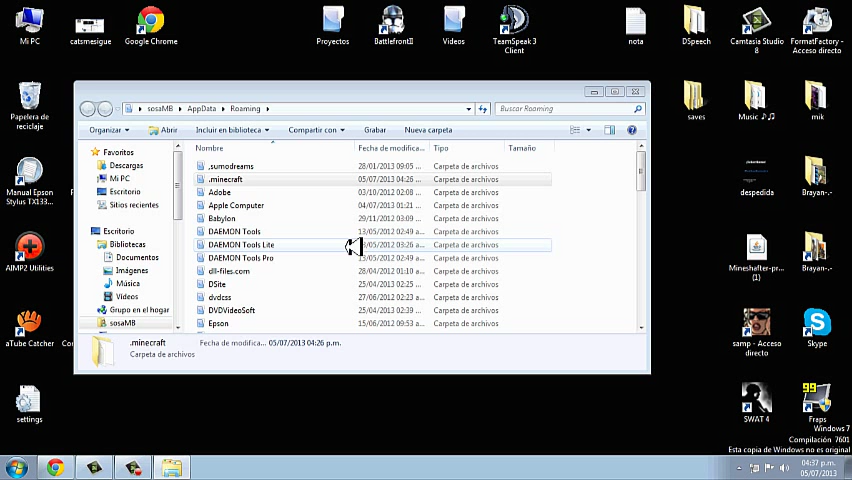 Mi PC
catsmesigue
Google Chrome
Proyectos
BattlefrontII
Videos
TeamSpeak 3
Client
nota
DSpeech
Camtasia Studio
8
FormatFactory -
Acceso directo
sosaMB
AppData
Roaming
Buscar Roaming
Organizar
Abrir
Incluir en biblioteca
Compartir con
Grabar
Nueva carpeta
Nombre
Fecha de modifica...
Tipo
Tamaño
.sumodreams
28/01/2013 09:05 ...
Carpeta de archivos
.minecraft
05/07/2013 04:26 ...
Carpeta de archivos
Adobe
03/10/2012 02:08 ...
Carpeta de archivos
Apple Computer
04/07/2013 01:21 ...
Carpeta de archivos
Babylon
29/11/2012 03:09 ...
Carpeta de archivos
DAEMON Tools
13/05/2012 02:49 a...
Carpeta de archivos
DAEMON Tools Lite
/05/2012 03:26 a...
Carpeta de archivos
DAEMON Tools Pro
13/05/2012 02:49 a...
Carpeta de archivos
dll-files.com
28/04/2012 01:10 ...
Carpeta de archivos
DSite
25/04/2013 02:25 ...
Carpeta de archivos
dvdcss
27/06/2012 02:23 a...
Carpeta de archivos
DVDVideoSoft
25/04/2013 02:39 ...
Carpeta de archivos
Epson
15/06/2012 09:53 a...
Carpeta de archivos
Favoritos
Descargas
Mi PC
Escritorio
Sitios recientes
Escritorio
Bibliotecas
Documentos
Imágenes
Música
Vídeos
Grupo en el hogar
sosaMB
.minecraft
Carpeta de archivos
Fecha de modifica...
05/07/2013 04:26 p.m.
Papelera de
reciclaje
saves
Music ♪♫
mik
Manual Epson
Stylus TX133...
despedida
Brayan-.-
AIMP2 Utilities
Mineshafter-pr...
(1)
Brayan-.-
aTube Catcher
samp - Acceso
directo
Skype
settings
SWAT 4
99
Fraps
Windows 7
Compilación 7601
Esta copia de Windows no es original
04:37 p.m.
05/07/2013